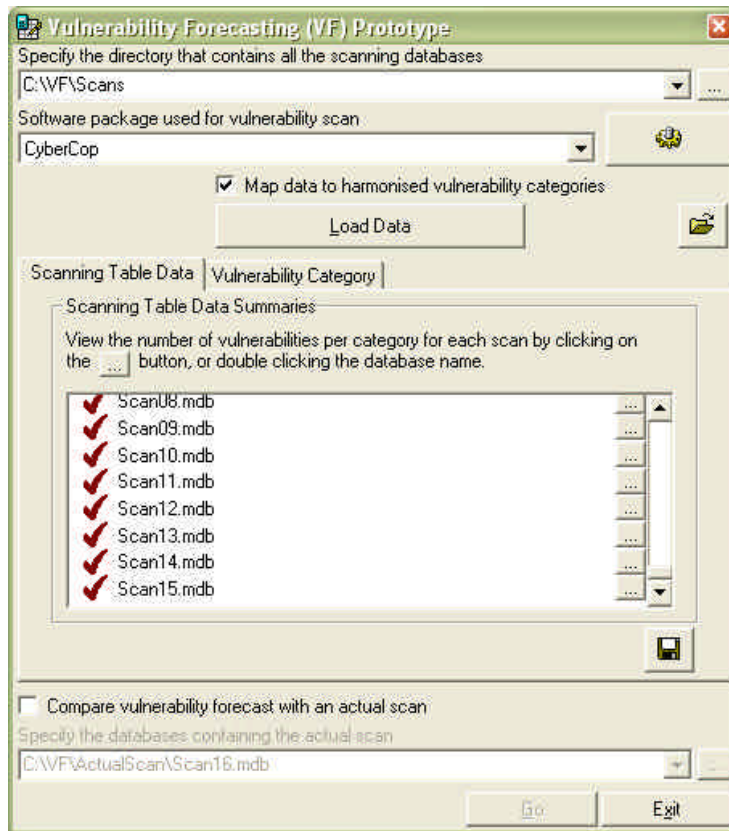 Vulnerability Forecasting (VF) Prototype
Specify the directory that contains all the scanning databases
C:\VF\Scans
...
Software package used for vulnerability scan
CyberCop
Map data to harmonised vulnerability categories
Load Data
Scanning Table Data
Vulnerability Category
Scanning Table Data Summaries
View the number of vulnerabilities per category for each scan by clicking on
the ... button, or double clicking the database name.
Scan08.mdb ...
Scan09.mdb ...
Scan10.mdb ...
Scan11.mdb ...
Scan12.mdb ...
Scan13.mdb ...
Scan14.mdb ...
Scan15.mdb ...
Compare vulnerability forecast with an actual scan
Specify the databases containing the actual scan
C:\VF\ActualScan\Scan16.mdb
...
Go
Exit